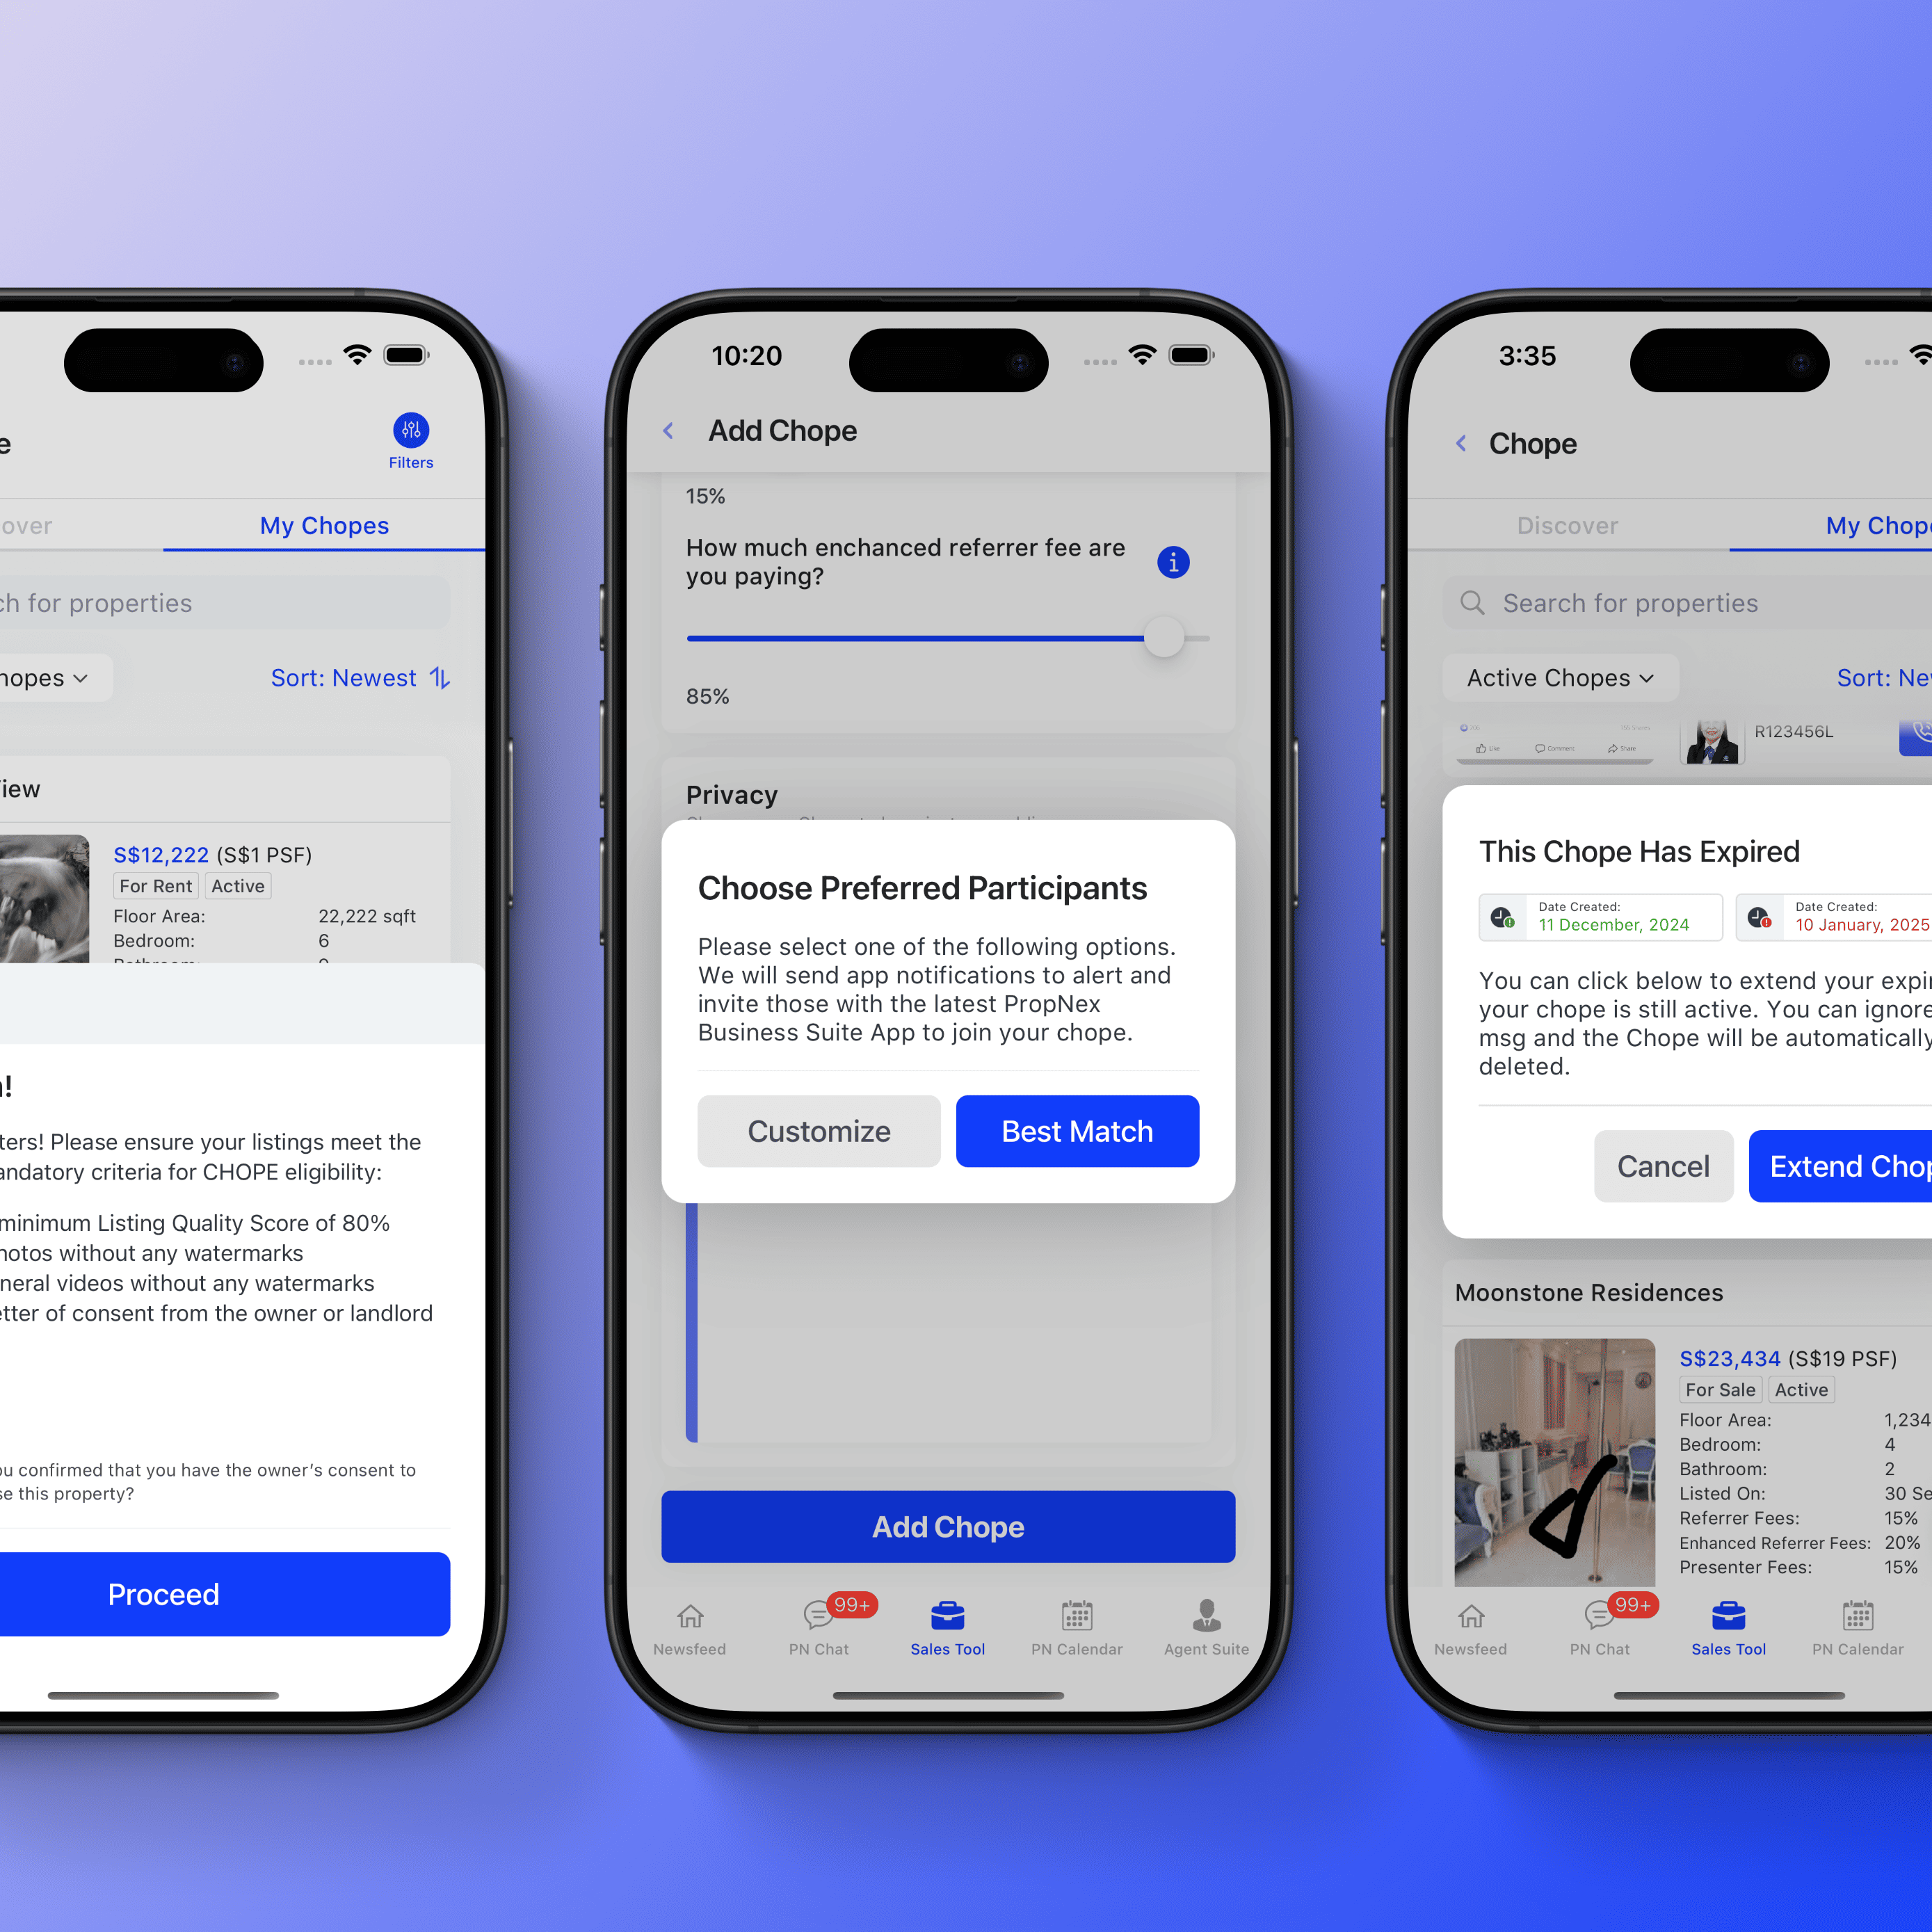 e
Filters
over
My Chopes
ch for properties
hopes
Sort: Newest
iew
S$12,222 (S$1 PSF)
For Rent
Active
Floor Area: 22,222 sqft
Bedroom: 6
n!
ters! Please ensure your listings meet the
andatory criteria for CHOPE eligibility:
minimum Listing Quality Score of 80%
hotos without any watermarks
neral videos without any watermarks
etter of consent from the owner or landlord
ou confirmed that you have the owner's consent to
se this property?
Proceed
10:20
Add Chope
15%
How much enchanced referrer fee are
you paying?
85%
Privacy
Choose Preferred Participants
Please select one of the following options.
We will send app notifications to alert and
invite those with the latest PropNex
Business Suite App to join your chope.
Customize
Best Match
Add Chope
Newsfeed
99+
PN Chat
Sales Tool
PN Calendar
Agent Suite
3:35
Chope
Discover
My Chop
Search for properties
Active Chopes
Sort: Ne
Like
Comment
Share
R123456L
This Chope Has Expired
Date Created:
11 December, 2024
Date Created:
10 January, 2025
You can click below to extend your expi
your chope is still active. You can ignore
msg and the Chope will be automatically
deleted.
Cancel
Extend Chop
Moonstone Residences
S$23,434 (S$19 PSF)
For Sale
Active
Floor Area: 1,234
Bedroom: 4
Bathroom: 2
Listed On: 30 Se
Referrer Fees: 15%
Enhanced Referrer Fees: 20%
Presenter Fees: 15%
Newsfeed
99+
PN Chat
Sales Tool
PN Calendar